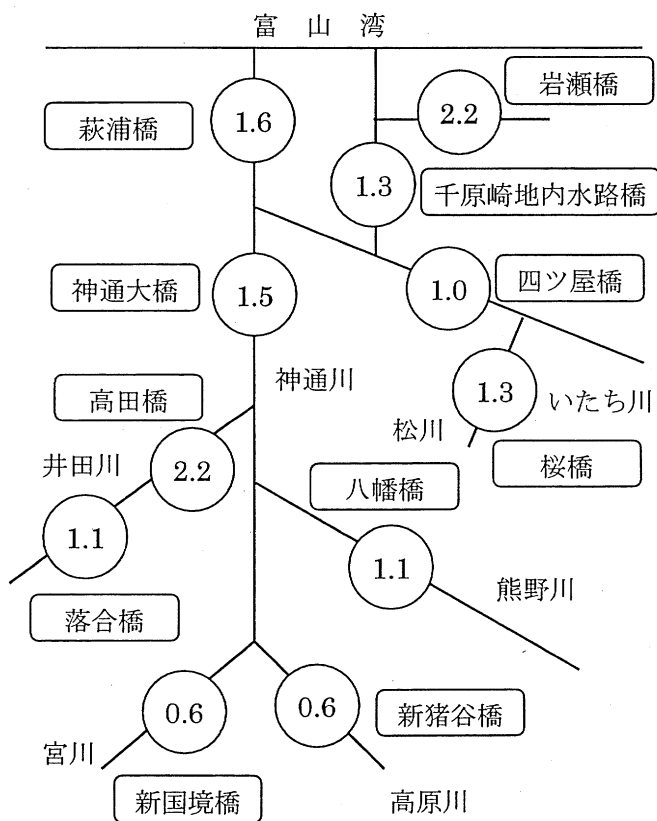 富山湾
岩瀬橋
2.2
萩浦橋
1.6
1.3
千原崎地内水路橋
神通大橋
1.5
1.0
四ツ屋橋
神通川
高田橋
1.3
いたち川
松川
桜橋
井田川
2.2
八幡橋
1.1
1.1
熊野川
落合橋
0.6
0.6
新猪谷橋
宮川
新国境橋
高原川